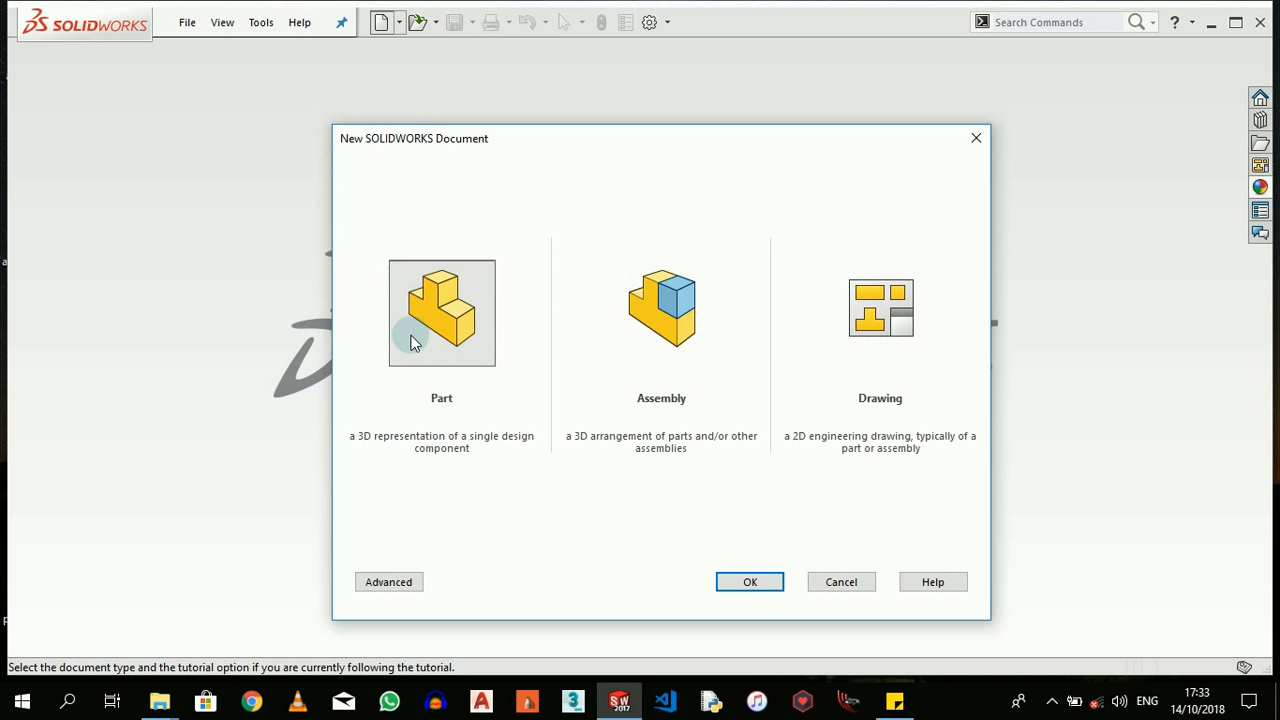 SOLIDWORKS File View Tools Help Search Commands ?
New SOLIDWORKS Document
Part Assembly Drawing
a 3D representation of a single design component
a 3D arrangement of parts and/or other assemblies
a 2D engineering drawing, typically of a part or assembly
Advanced OK Cancel Help
Select the document type and the tutorial option if you are currently following the tutorial.
SW 2017
ENG
17:33
14/10/2018